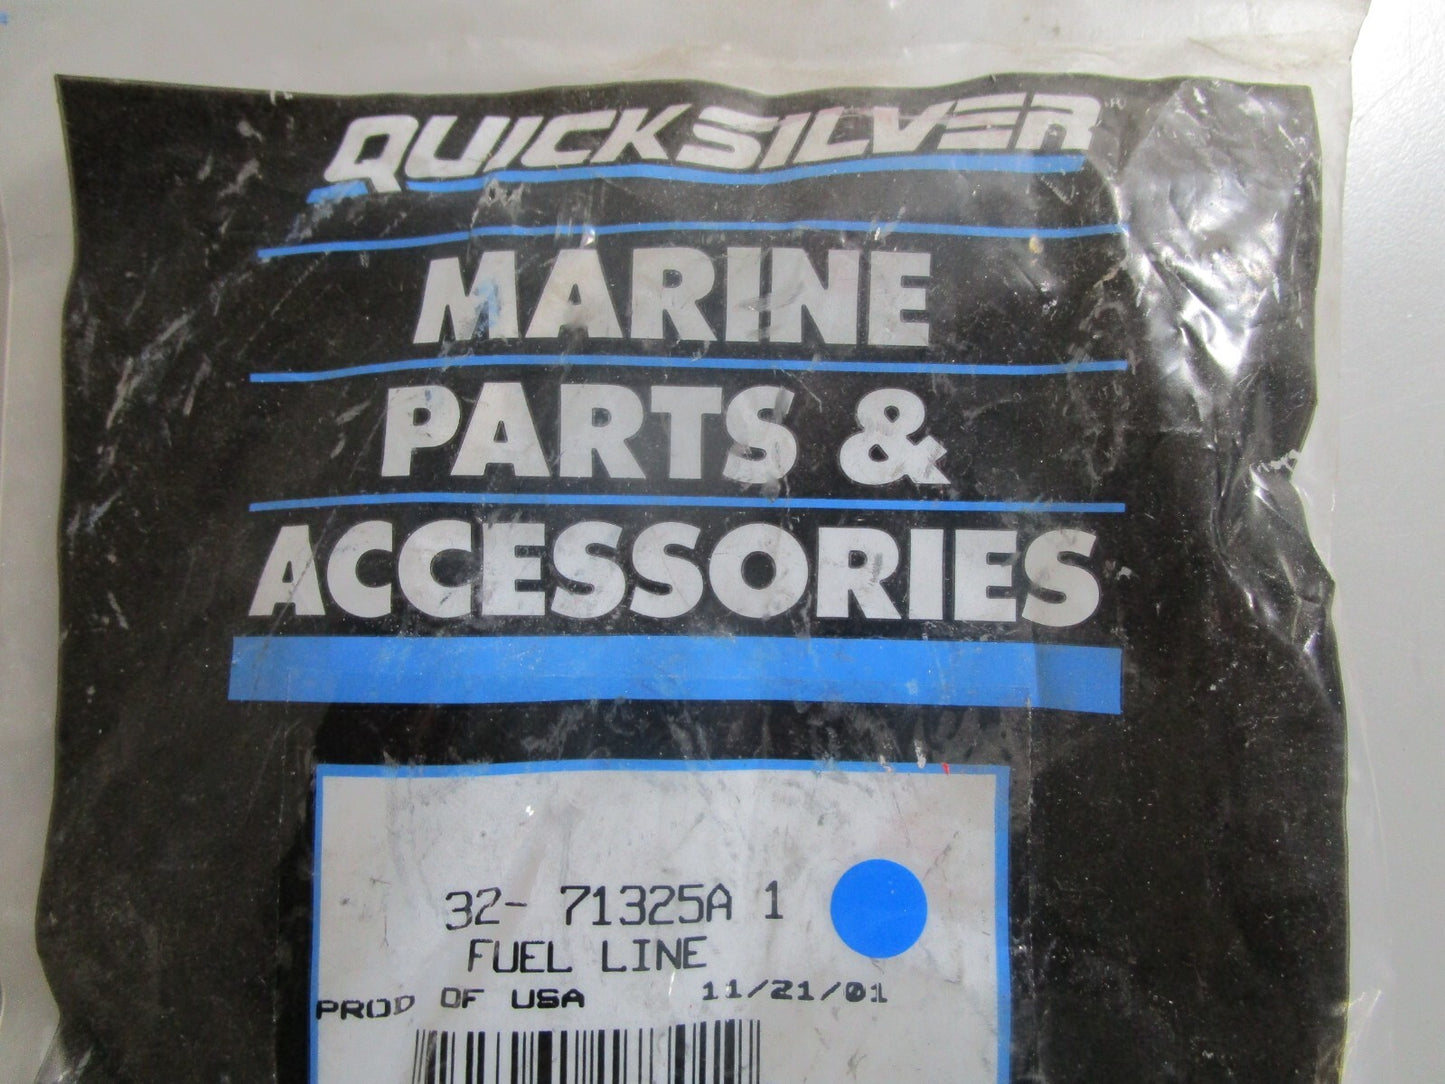 QUICKSILVER
MARINE
PARTS &
ACCESSORIES
32- 71325A 1
FUEL LINE
PROD OF USA 11/21/01